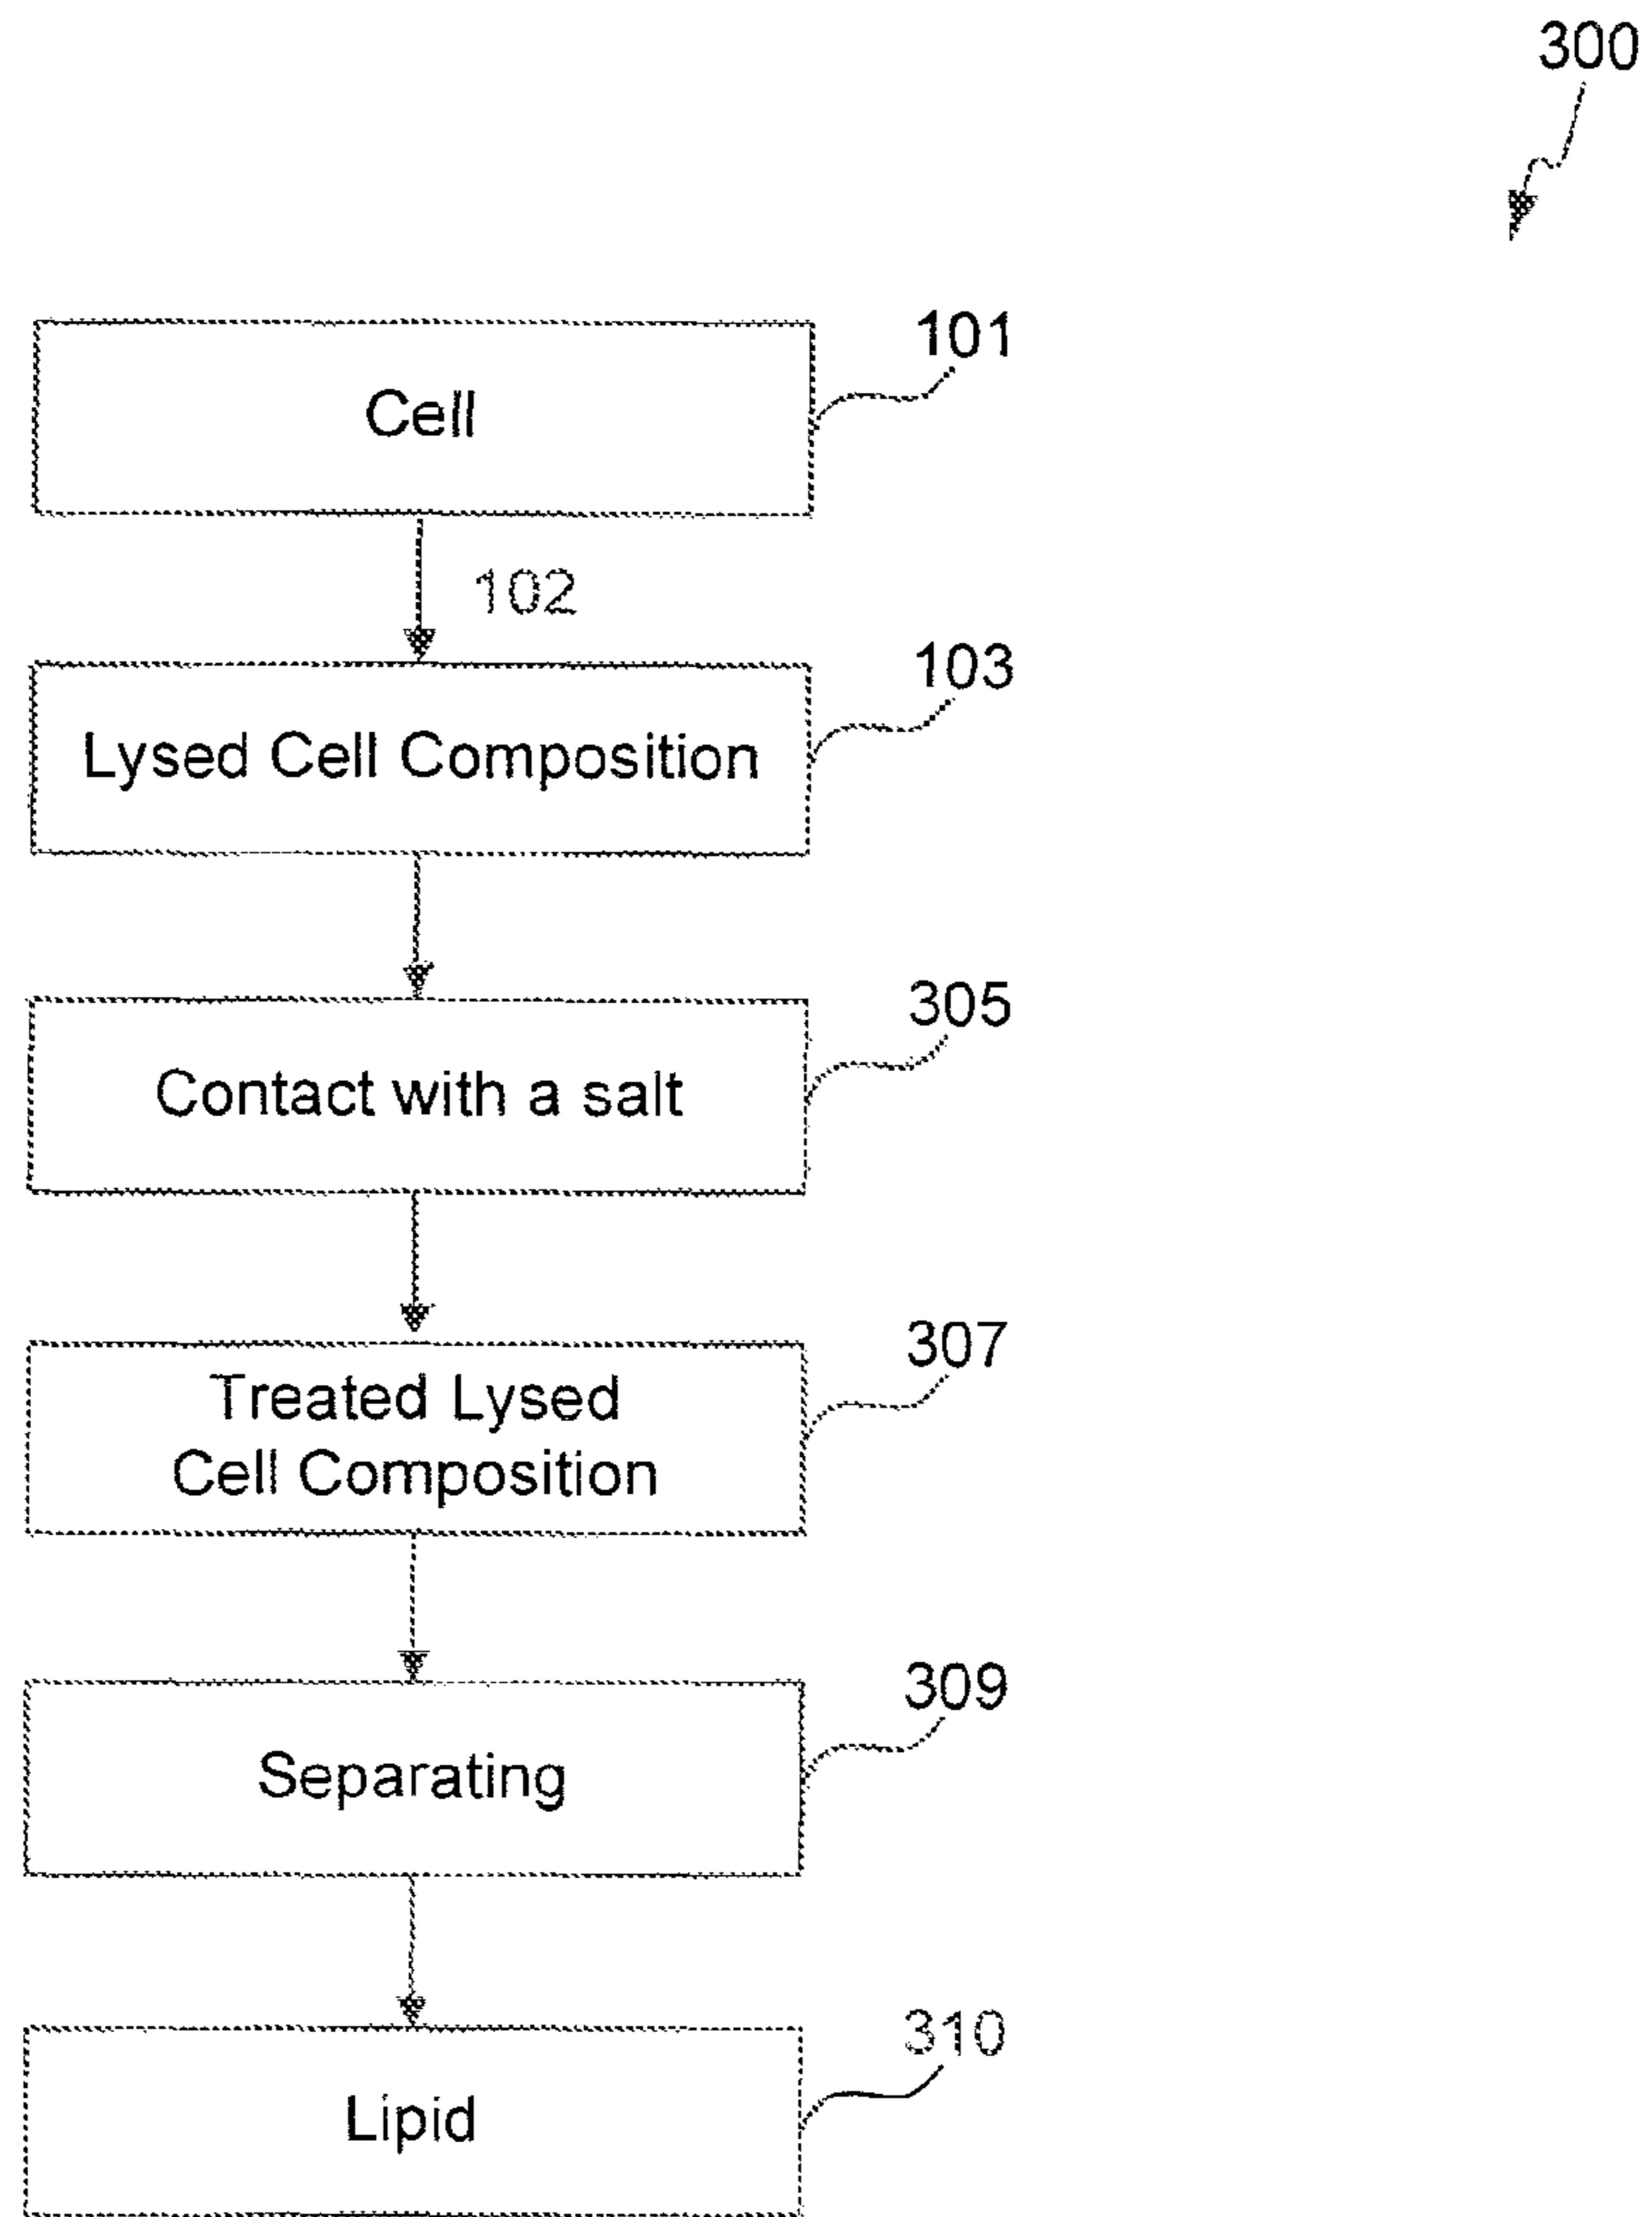 300
Cell
101
102
Lysed Cell Composition
103
Contact with a salt
305
Treated Lysed
Cell Composition
307
Separating
309
Lipid
310